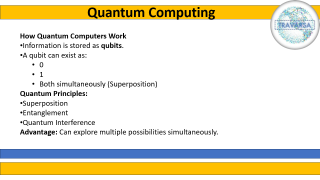 Quantum Computing
TRAVARSA
How Quantum Computers Work
•Information is stored as qubits.
•A qubit can exist as:
• 0
• 1
• Both simultaneously (Superposition)
Quantum Principles:
•Superposition
•Entanglement
•Quantum Interference
Advantage: Can explore multiple possibilities simultaneously.